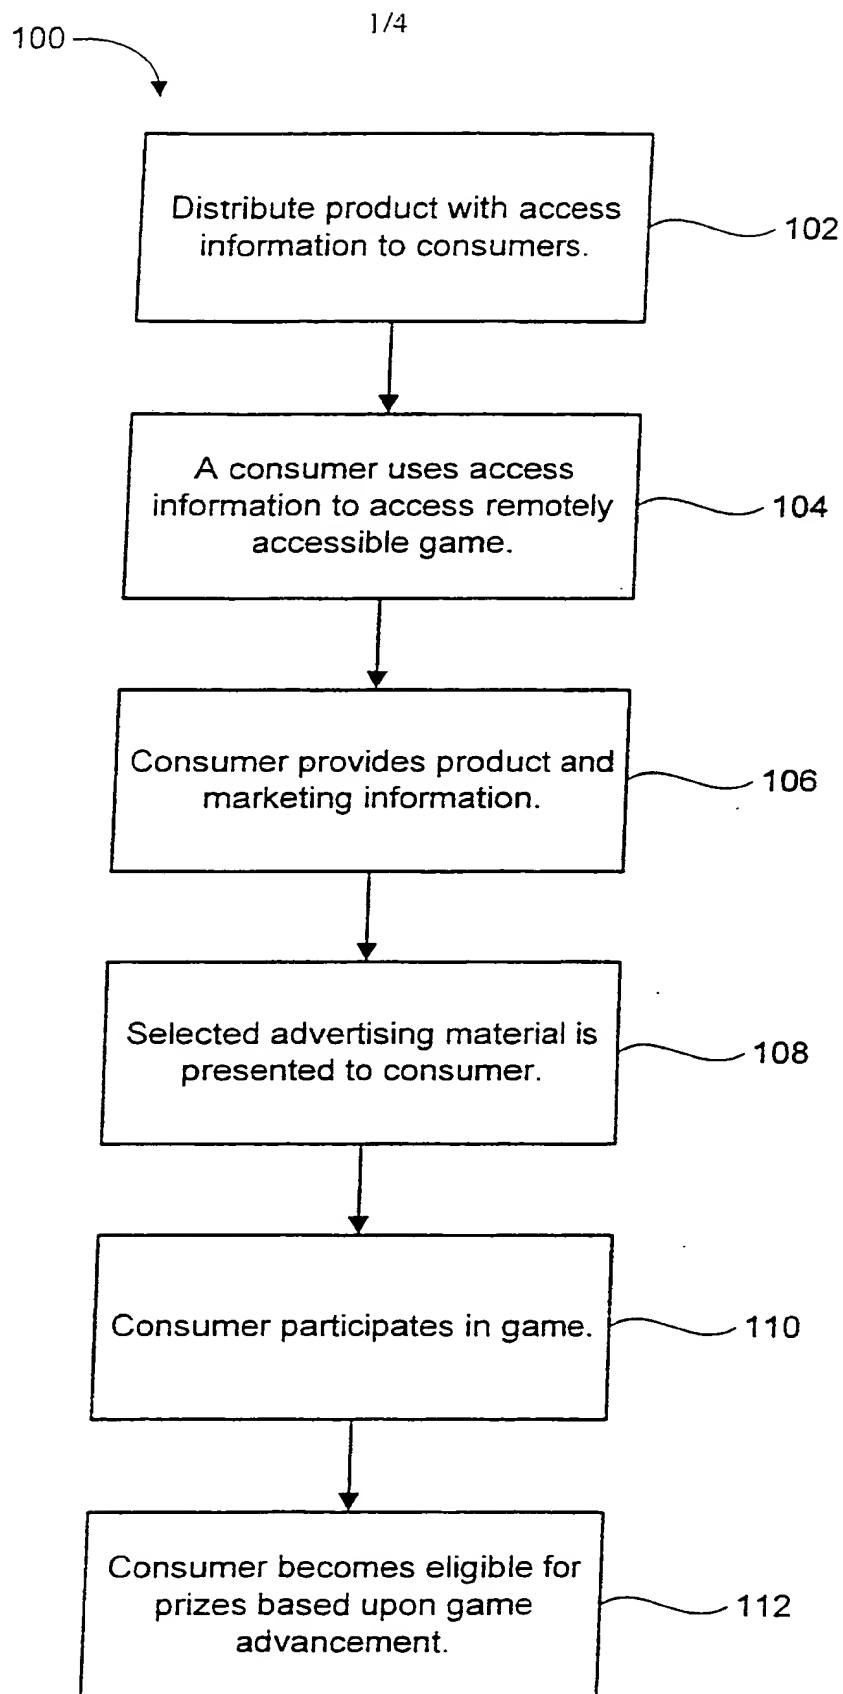 1/4
100
Distribute product with access
information to consumers.
102
A consumer uses access
information to access remotely
accessible game.
104
Consumer provides product and
marketing information.
106
Selected advertising material is
presented to consumer.
108
Consumer participates in game.
110
Consumer becomes eligible for
prizes based upon game
advancement.
112